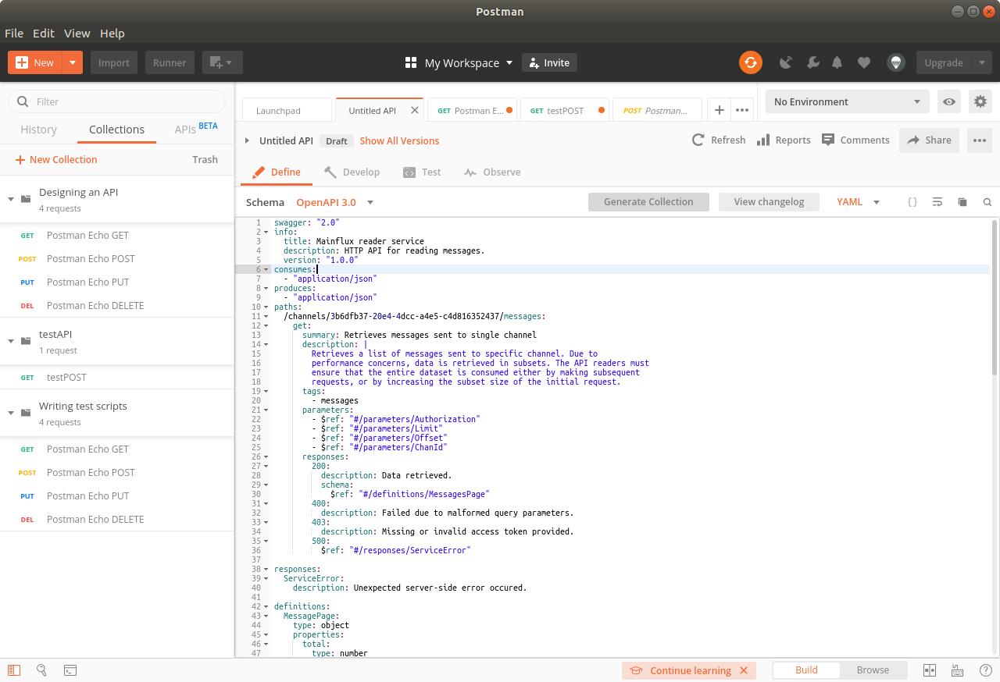 Postman
File Edit View Help
New Import Runner My Workspace Invite Upgrade
Filter
History Collections APIs BETA
New Collection Trash
Designing an API
4 requests
GET Postman Echo GET
POST Postman Echo POST
PUT Postman Echo PUT
DEL Postman Echo DELETE
testAPI
1 request
GET testPOST
Writing test scripts
4 requests
GET Postman Echo GET
POST Postman Echo POST
PUT Postman Echo PUT
DEL Postman Echo DELETE
Launchpad Untitled API GET Postman E... GET testPOST POST Postman... No Environment
Untitled API Draft Show All Versions Refresh Reports Comments Share
Define Develop Test Observe
Schema OpenAPI 3.0 Generate Collection View changelog YAML {}
1 swagger: "2.0"
2 info:
3 title: Mainflux reader service
4 description: HTTP API for reading messages.
5 version: "1.0.0"
6 consumes:
7 - "application/json"
8 produces:
9 - "application/json"
10 paths:
11 /channels/3b6dfb37-20e4-4dcc-a4e5-c4d816352437/messages:
12 get:
13 summary: Retrieves messages sent to single channel
14 description: |
15 Retrieves a list of messages sent to specific channel. Due to
16 performance concerns, data is retrieved in subsets. The API readers must
17 ensure that the entire dataset is consumed either by making subsequent
18 requests, or by increasing the subset size of the initial request.
19 tags:
20 - messages
21 parameters:
22 - $ref: "#/parameters/Authorization"
23 - $ref: "#/parameters/Limit"
24 - $ref: "#/parameters/Offset"
25 - $ref: "#/parameters/ChanId"
26 responses:
27 200:
28 description: Data retrieved.
29 schema:
30 $ref: "#/definitions/MessagesPage"
31 400:
32 description: Failed due to malformed query parameters.
33 403:
34 description: Missing or invalid access token provided.
35 500:
36 $ref: "#/responses/ServiceError"
37
38 responses:
39 ServiceError:
40 description: Unexpected server-side error occured.
41
42 definitions:
43 MessagePage:
44 type: object
45 properties:
46 total:
47 type: number
Continue learning Build Browse